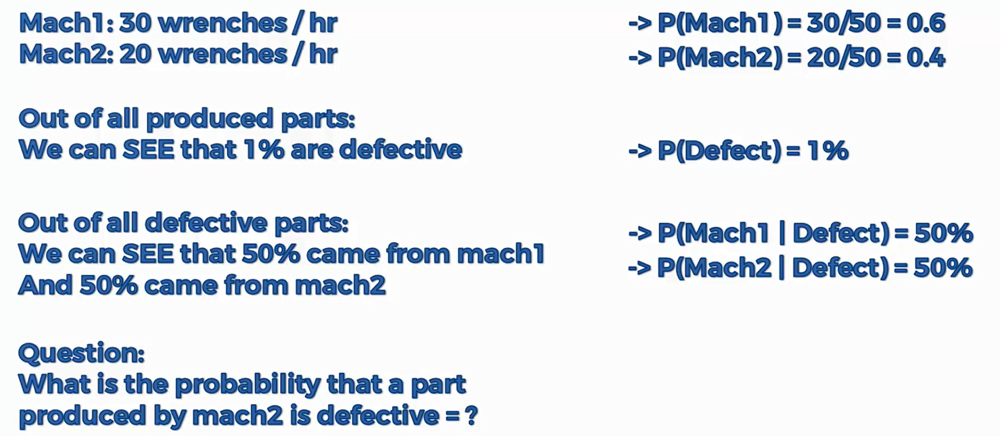 Mach1: 30 wrenches / hr
-> P(Mach1) = 30/50 = 0.6
Mach2: 20 wrenches / hr
-> P(Mach2) = 20/50 = 0.4
Out of all produced parts:
We can SEE that 1% are defective
-> P(Defect) = 1%
Out of all defective parts:
We can SEE that 50% came from mach1
-> P(Mach1 | Defect) = 50%
And 50% came from mach2
-> P(Mach2 | Defect) = 50%
Question:
What is the probability that a part
produced by mach2 is defective = ?